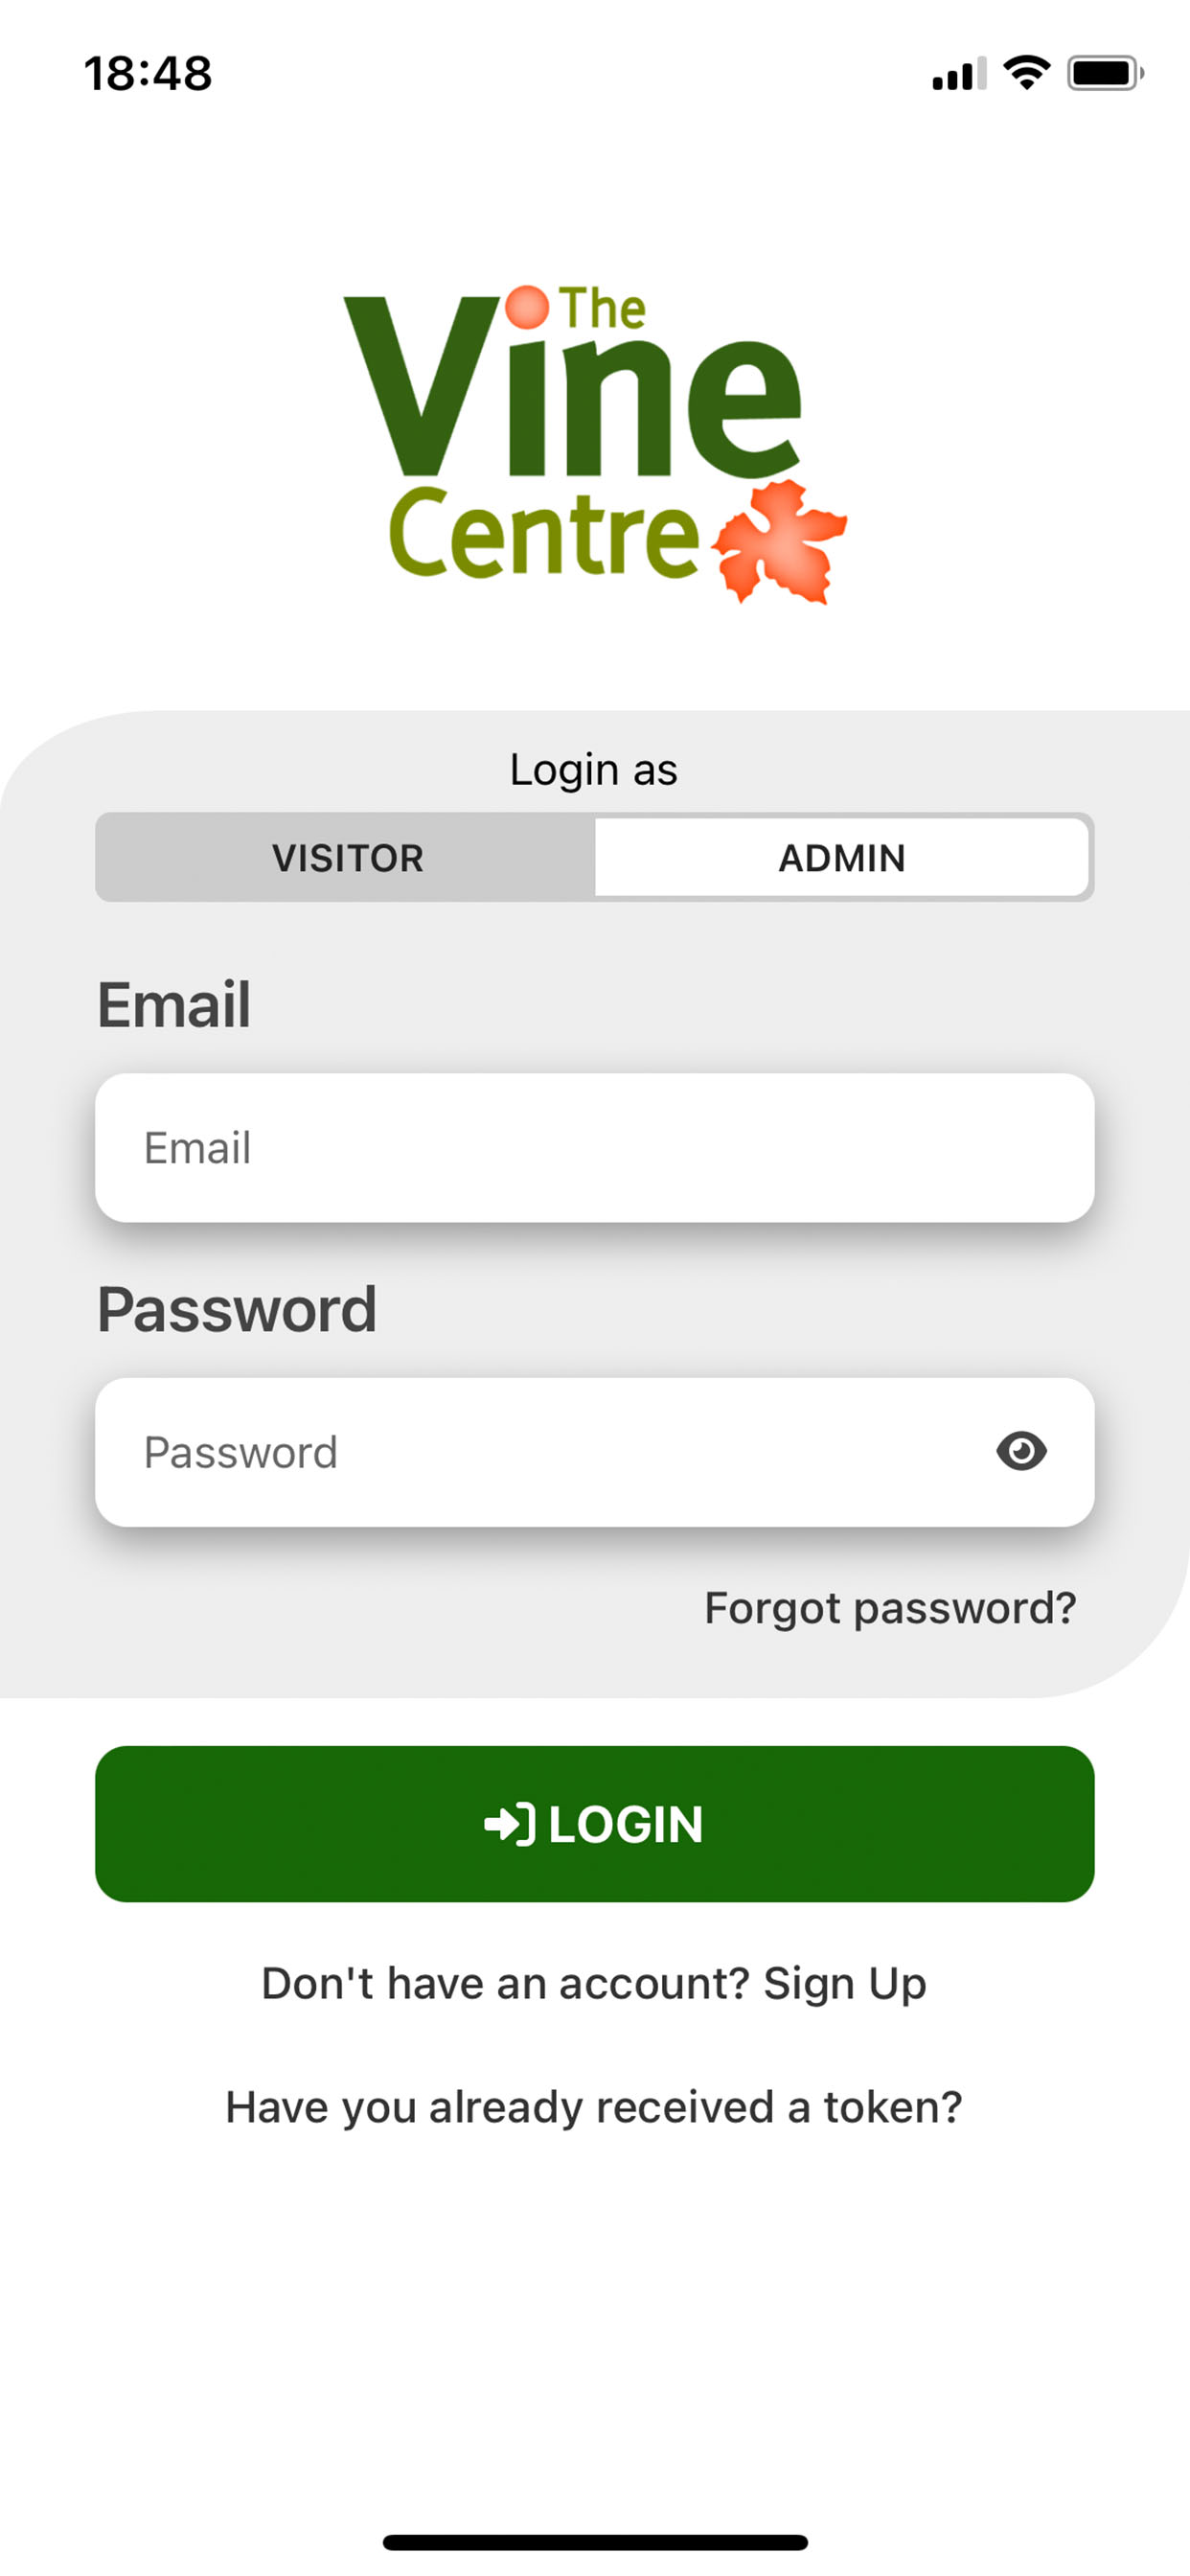 18:48
The
Vine
Centre
Login as
VISITOR ADMIN
Email
Email
Password
Password
Forgot password?
LOGIN
Don't have an account? Sign Up
Have you already received a token?